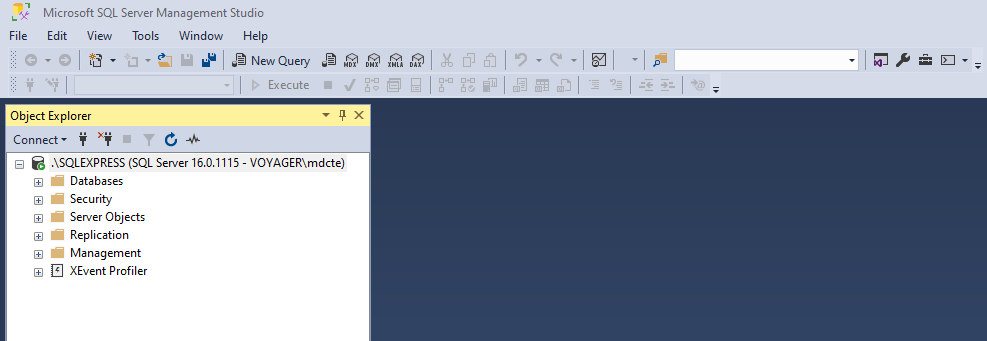 Microsoft SQL Server Management Studio
File Edit View Tools Window Help
New Query MDX DMX XMLA DAX
Execute
Object Explorer
Connect
.\SQLEXPRESS (SQL Server 16.0.1115 - VOYAGER\mdcte)
Databases
Security
Server Objects
Replication
Management
XEvent Profiler